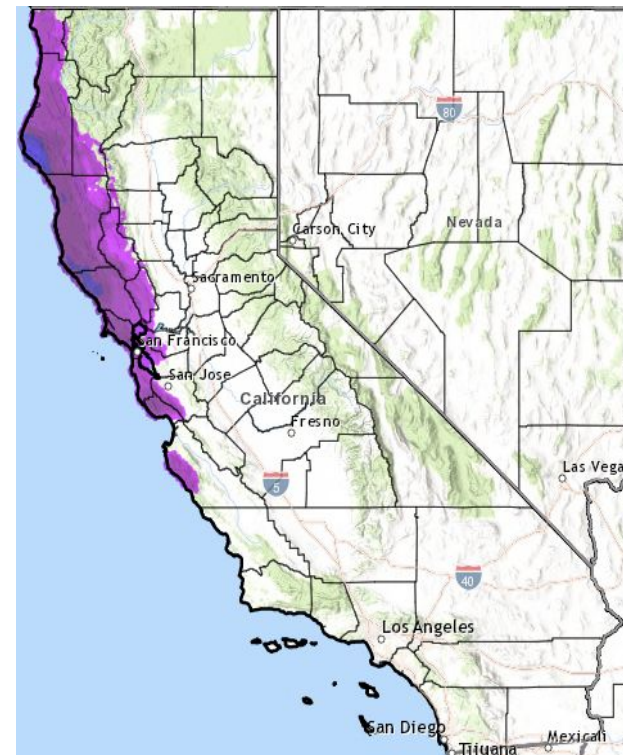 80
Nevada
Carson City
Sacramento
San Francisco
San Jose
California
Fresno
Las Vega
5
40
Los Angeles
San Diego
Mexicali
Tijuana